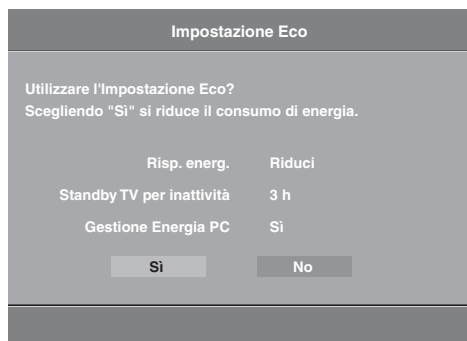 Impostazione Eco
Utilizzare l'Impostazione Eco?
Scegliendo "Sì" si riduce il consumo di energia.
Risp. energ. Riduci
Standby TV per inattività 3 h
Gestione Energia PC Sì
Sì No